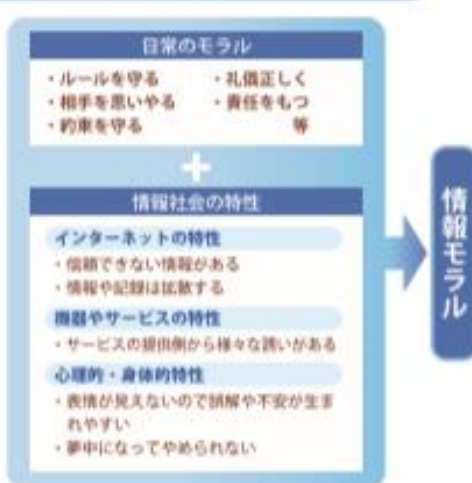 日常のモラル
・ルールを守る　・礼儀正しく
・相手を思いやる　・責任をもつ
・約束を守る　等
+
情報社会の特性
インターネットの特性
・信頼できない情報がある
・情報や記録は拡散する
機器やサービスの特性
・サービスの提供側から様々な誘いがある
心理的・身体的特性
・表情が見えないので誤解や不安が生ま
れやすい
・夢中になってやめられない
情報モラル